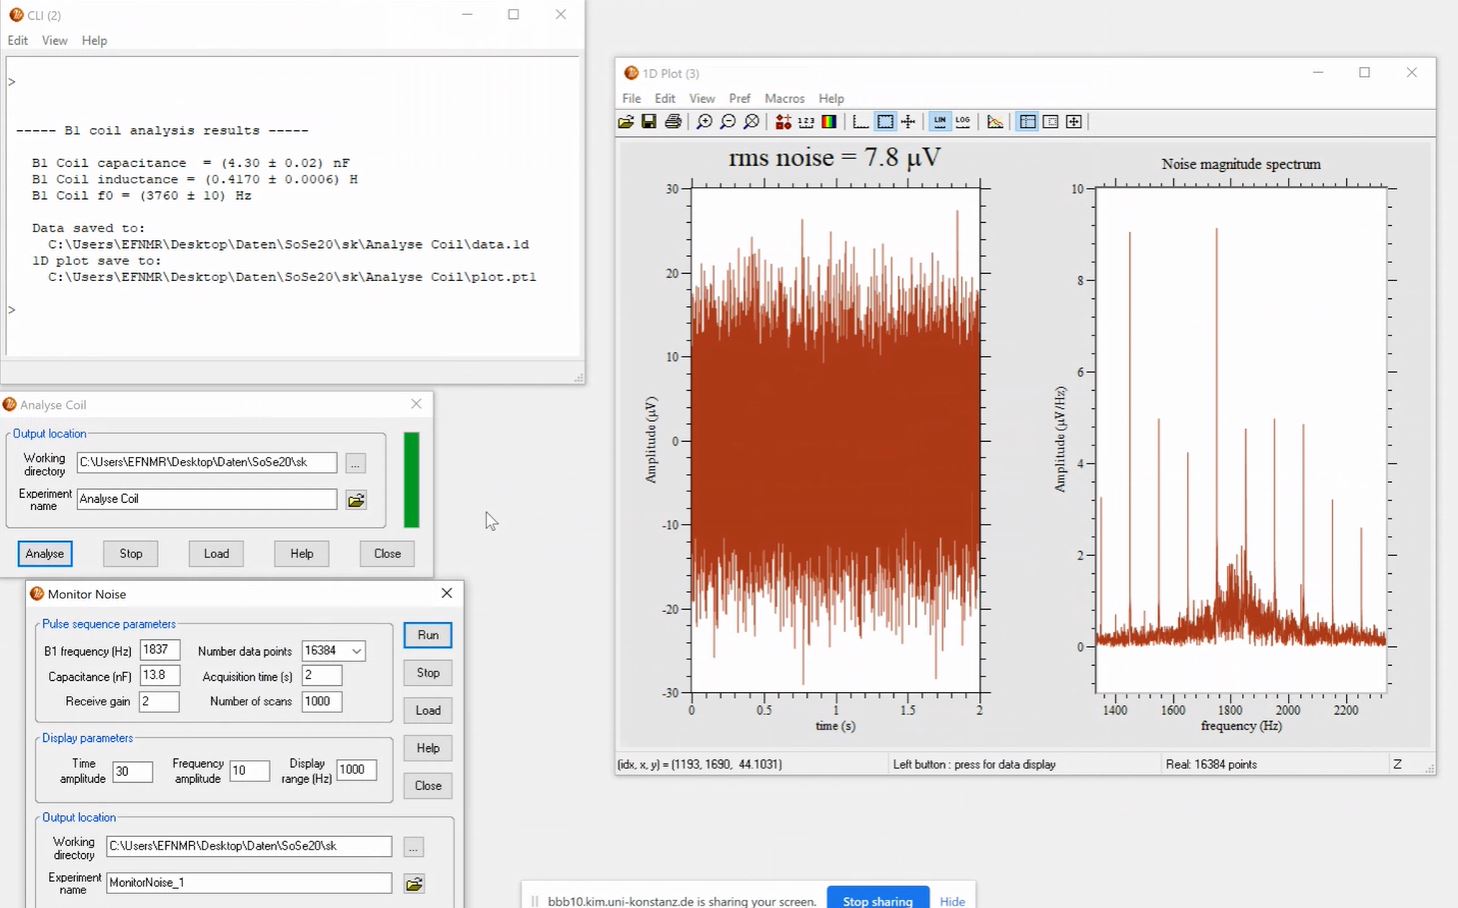 CLI (2)
Edit View Help
>
----- B1 coil analysis results -----
B1 Coil capacitance = (4.30 ± 0.02) nF
B1 Coil inductance = (0.4170 ± 0.0006) H
B1 Coil f0 = (3760 ± 10) Hz
Data saved to:
C:\Users\EFNMR\Desktop\Daten\SoSe20\sk\Analyse Coil\data.1d
1D plot save to:
C:\Users\EFNMR\Desktop\Daten\SoSe20\sk\Analyse Coil\plot.pt1
>
Analyse Coil
Output location
Working directory C:\Users\EFNMR\Desktop\Daten\SoSe20\sk ...
Experiment name Analyse Coil
Analyse Stop Load Help Close
Monitor Noise
Pulse sequence parameters
B1 frequency (Hz) 1837 Number data points 16384
Capacitance (nF) 13.8 Acquisition time (s) 2
Receive gain 2 Number of scans 1000
Run
Stop
Load
Help
Close
Display parameters
Time amplitude 30 Frequency amplitude 10 Display range (Hz) 1000
Output location
Working directory C:\Users\EFNMR\Desktop\Daten\SoSe20\sk ...
Experiment name MonitorNoise_1
1D Plot (3)
File Edit View Pref Macros Help
1 2 3 LIN LOG
rms noise = 7.8 µV
30
20
10
0
-10
-20
-30
Amplitude (µV)
0 0.5 1 1.5 2
time (s)
Noise magnitude spectrum
10
8
6
4
2
0
Amplitude (µV/Hz)
1400 1600 1800 2000 2200
frequency (Hz)
(idx, x, y) = (1193, 1690, 44.1031) Left button : press for data display Real: 16384 points Z
bbb10.kim.uni-konstanz.de is sharing your screen. Stop sharing Hide